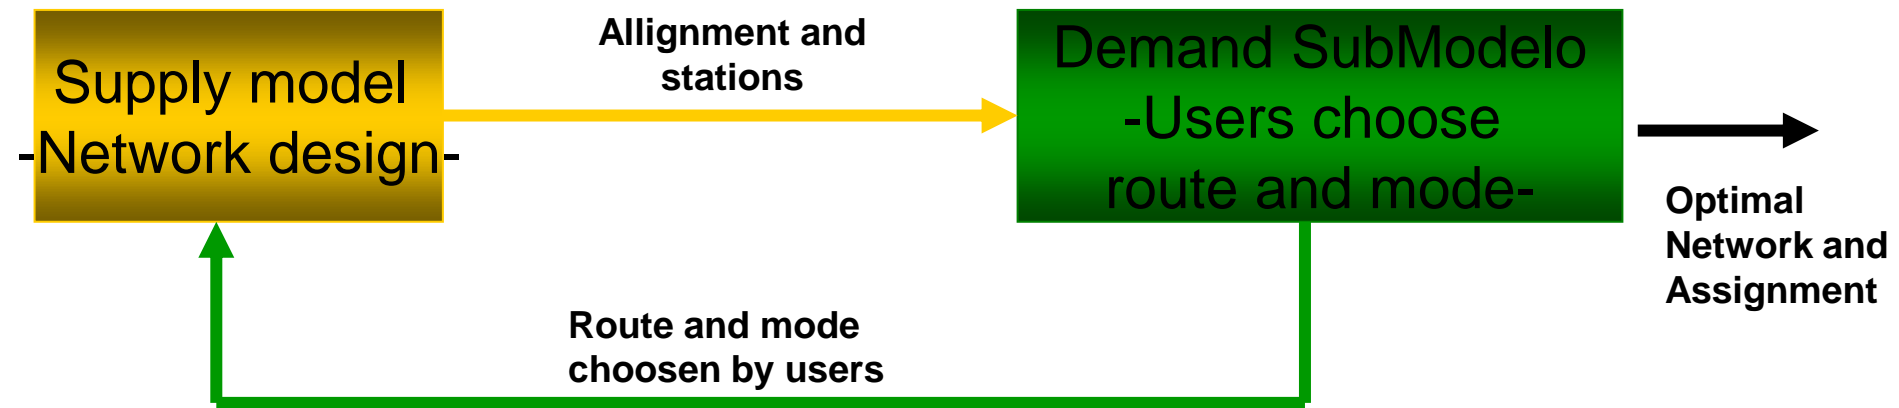 Supply model
-Network design-
Allignment and
stations
Demand SubModelo
-Users choose
route and mode-
Optimal
Network and
Assignment
Route and mode
choosen by users